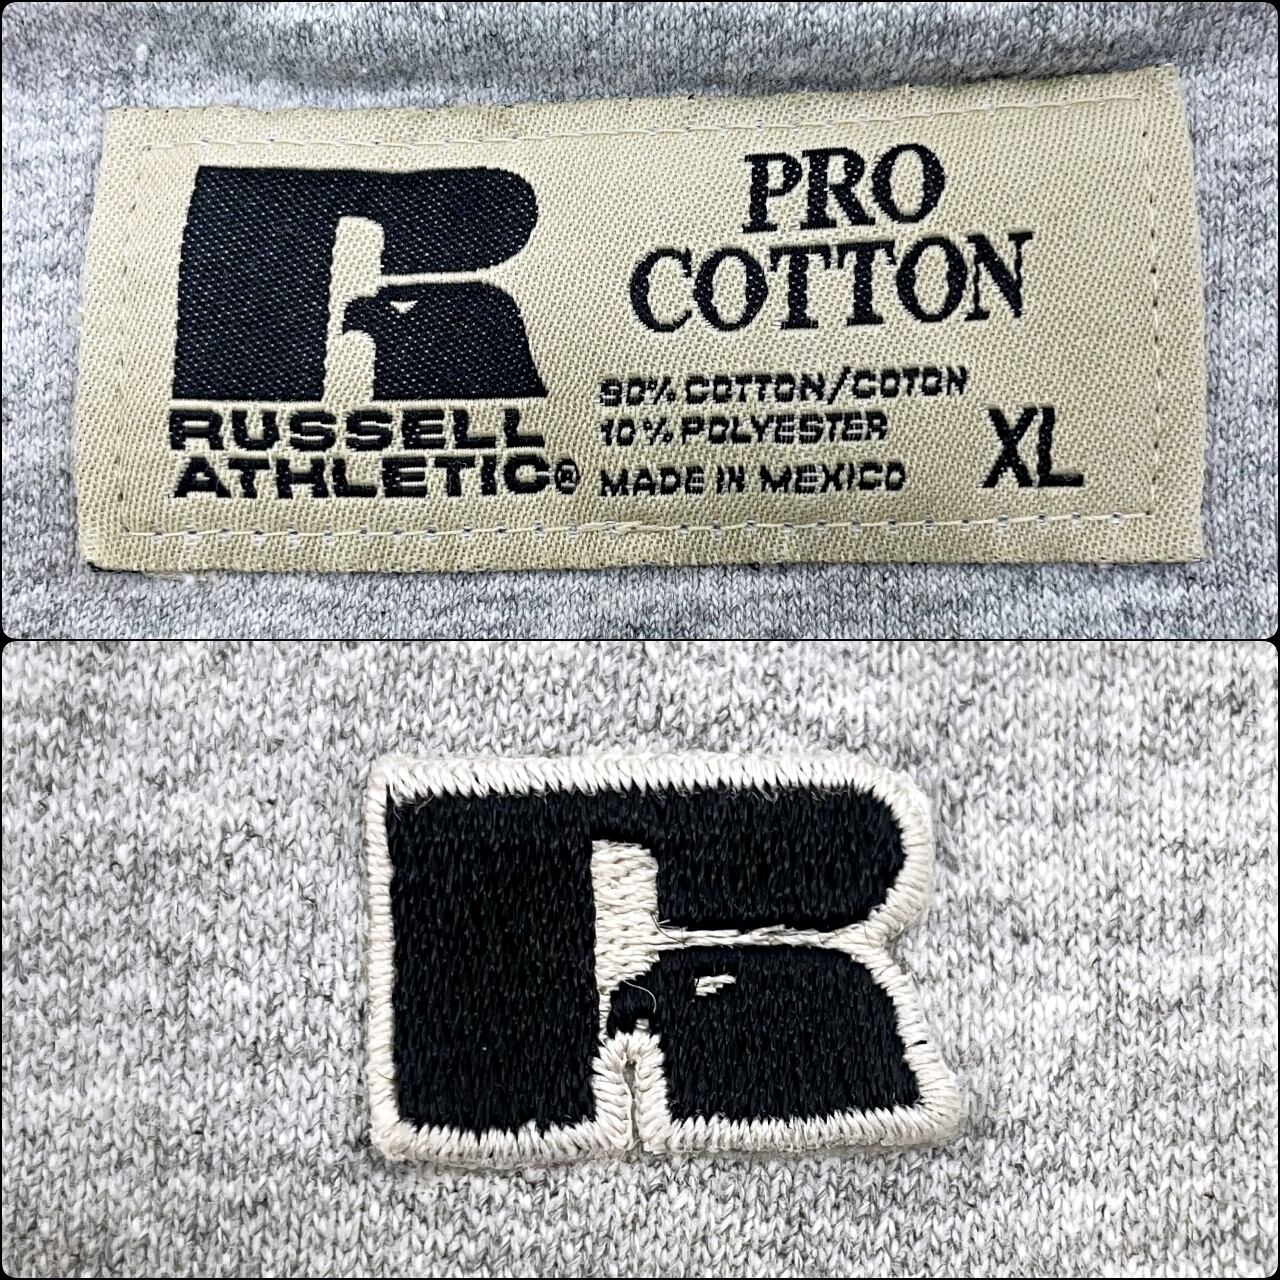 PRO
COTTON
90% COTTON/COTON
10% POLYESTER
MADE IN MEXICO
XL
RUSSELL
ATHLETIC®